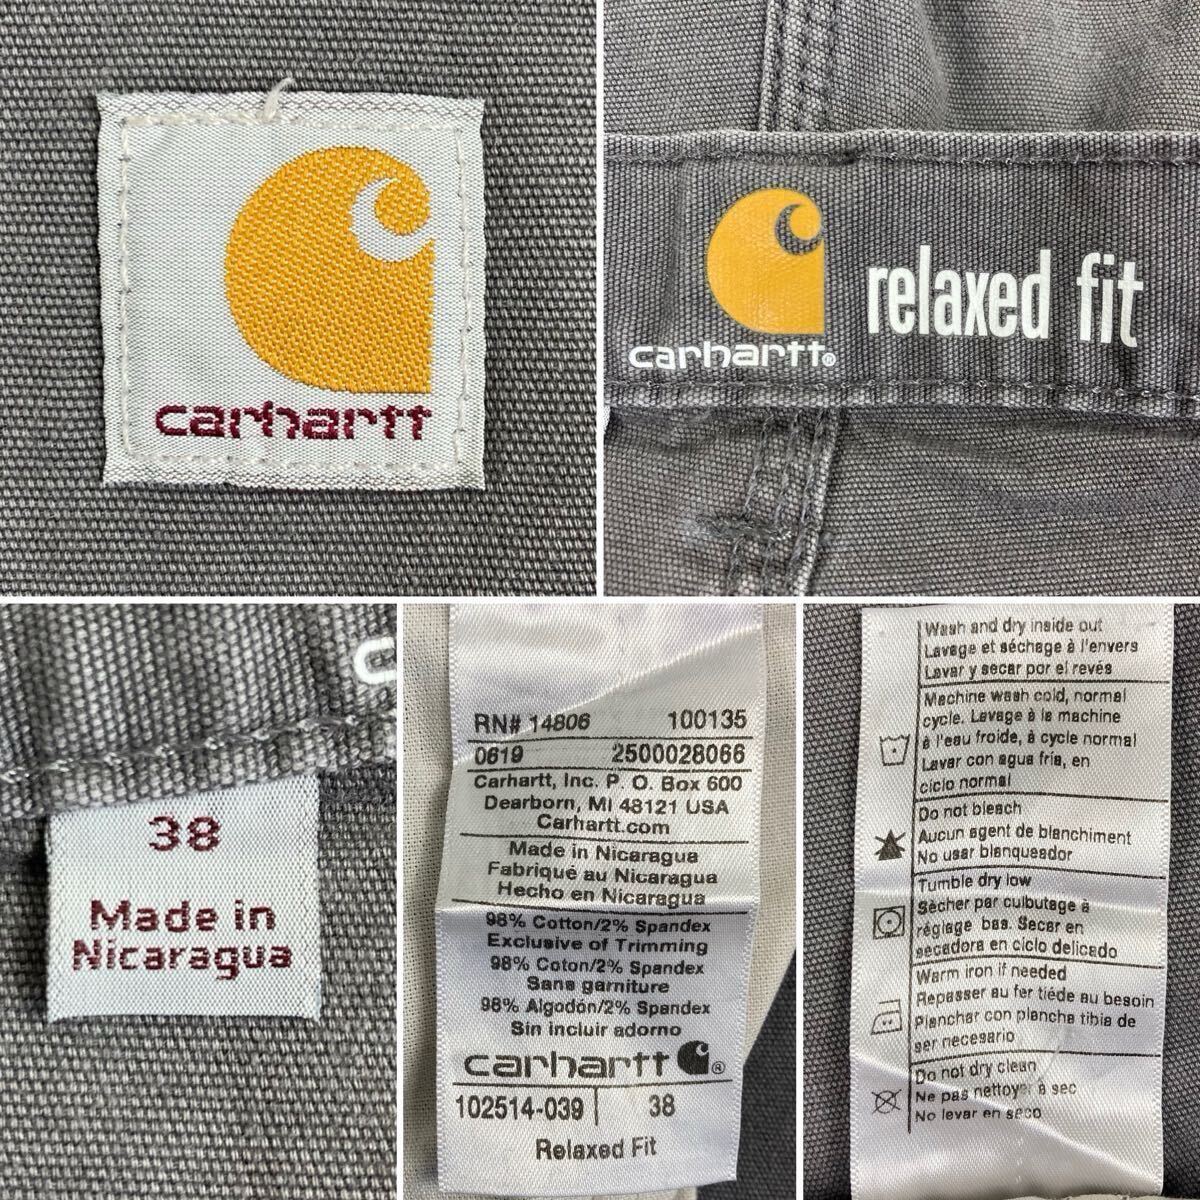 carhartt
carhartt®
relaxed fit
38
Made in
Nicaragua
RN# 14806 100135
0619 2500028066
Carhartt, Inc. P. O. Box 600
Dearborn, MI 48121 USA
Carhartt.com
Made in Nicaragua
Fabriqué au Nicaragua
Hecho en Nicaragua
98% Cotton/2% Spandex
Exclusive of Trimming
98% Coton/2% Spandex
Sans garniture
98% Algodón/2% Spandex
Sin incluir adorno
carhartt®
102514-039 38
Relaxed Fit
Wash and dry inside out
Lavage et séchage à l'envers
Lavar y secar por el revés
Machine wash cold, normal
cycle. Lavage à la machine
à l'eau froide, à cycle normal
Lavar con agua fria, en
ciclo normal
Do not bleach
Aucun agent de blanchiment
No usar blanqueador
Tumble dry low
Sècher par culbutage à
réglage bas. Secar en
secadora en ciclo delicado
Warm iron if needed
Repasser au fer tiéde au besoin
Planchar con plancha tibia de
ser necesario
Do not dry clean
Ne pas nettoyer à sec
No lavar en seco